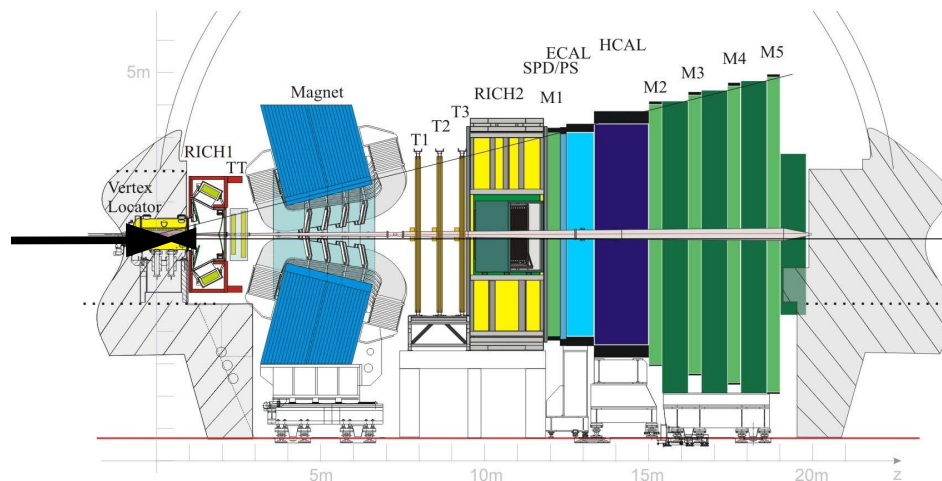 5m
Vertex
Locator
RICH1
TT
Magnet
T1
T2
T3
RICH2
SPD/PS
ECAL
M1
HCAL
M2
M3
M4
M5
5m
10m
15m
20m
z